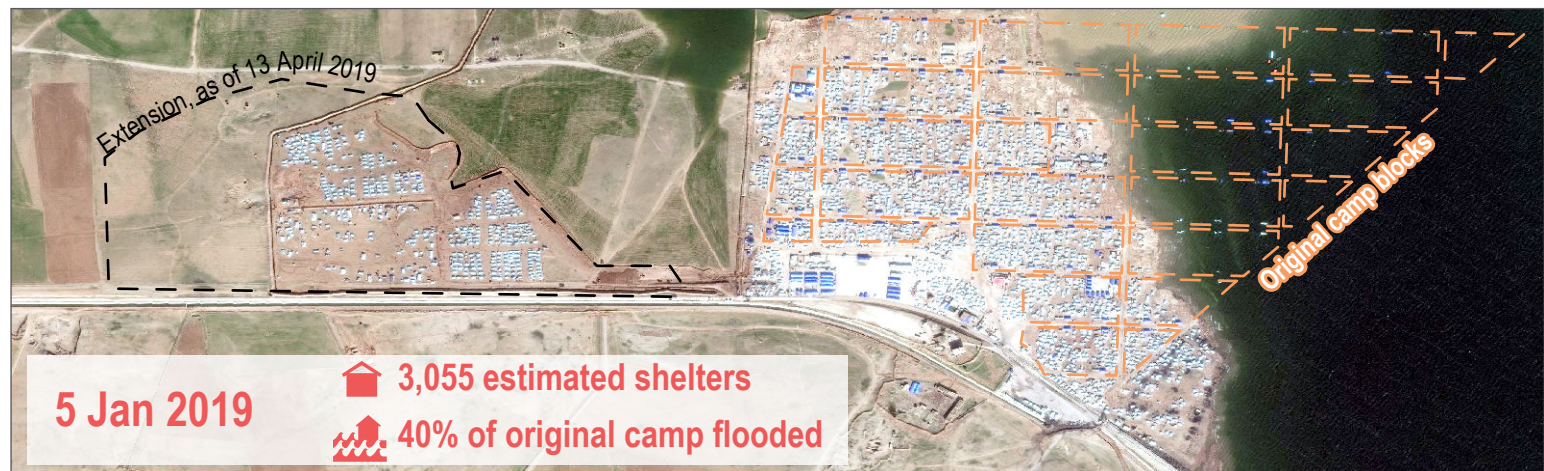 Extension, as of 13 April 2019
Original camp blocks
5 Jan 2019
3,055 estimated shelters
40% of original camp flooded